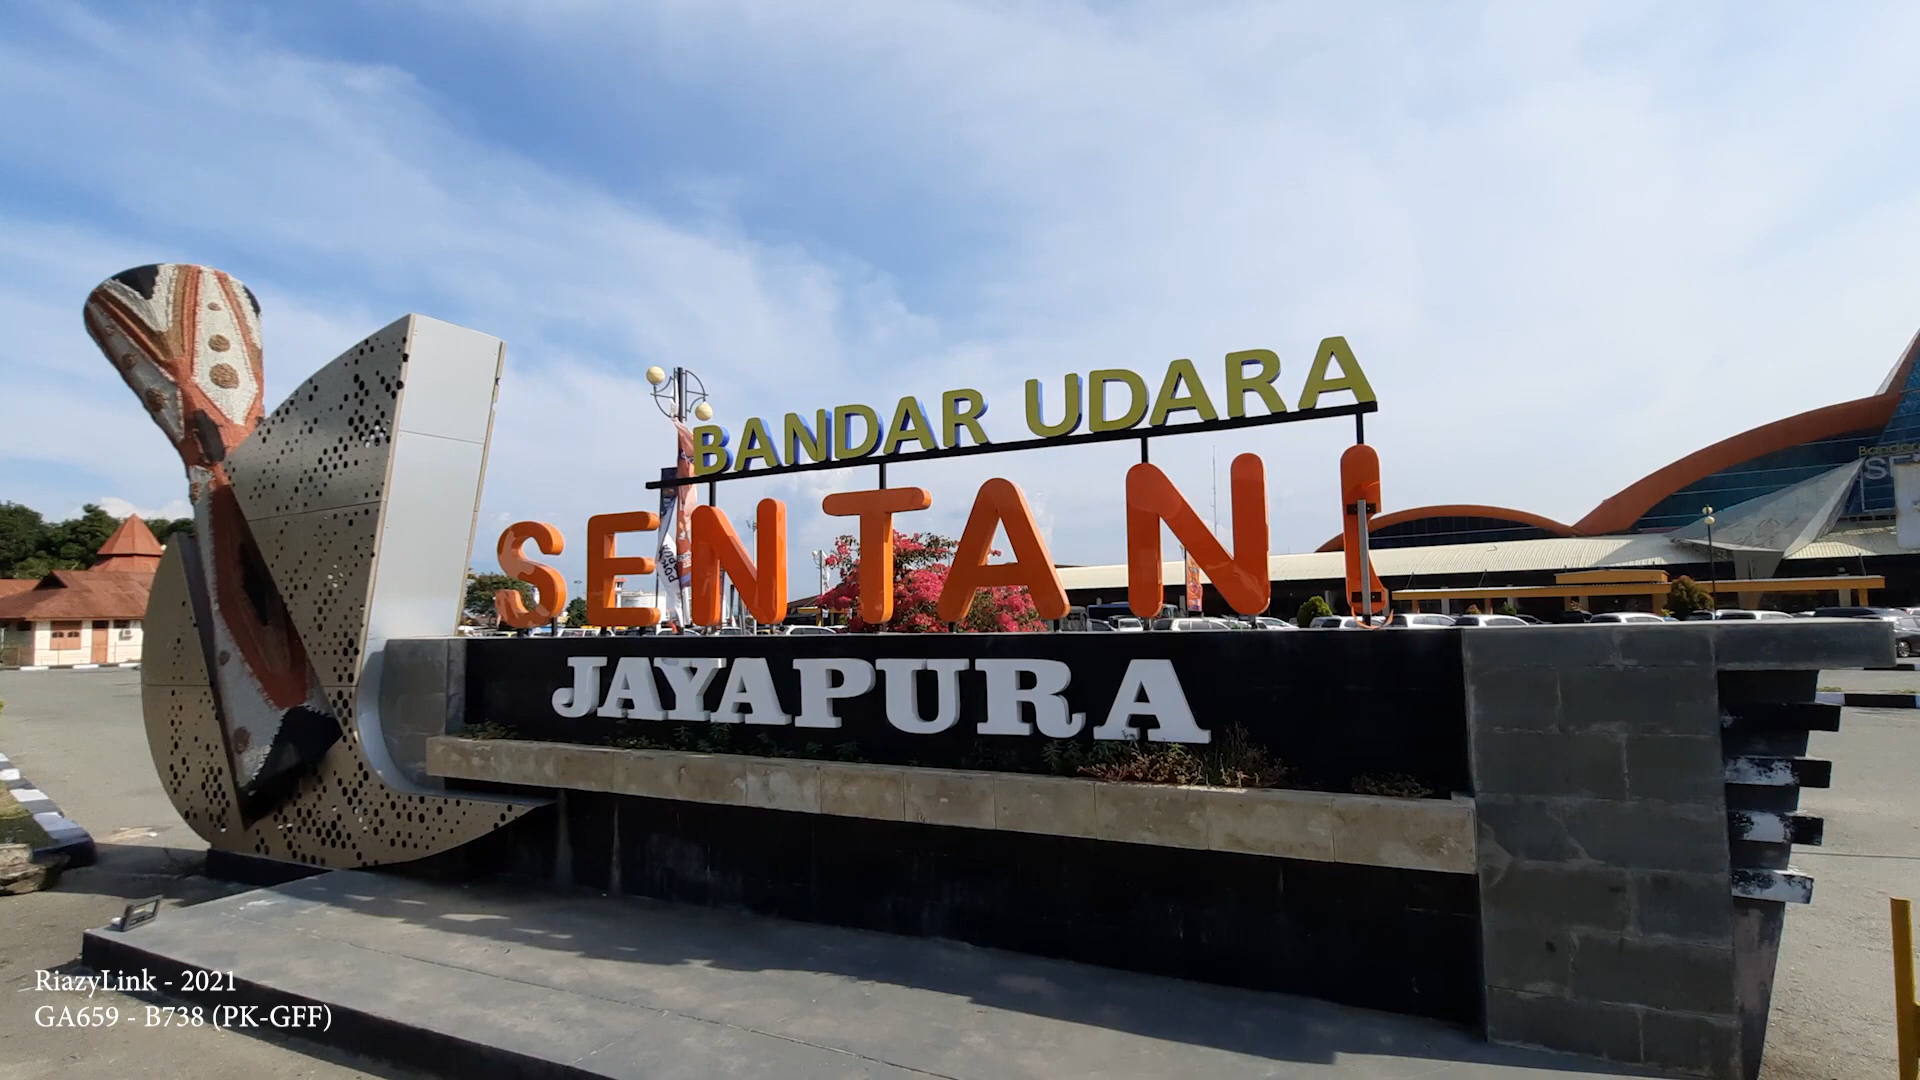 BANDAR UDARA
SENTANI
JAYAPURA
RiazyLink - 2021
GA659 - B738 (PK-GFF)